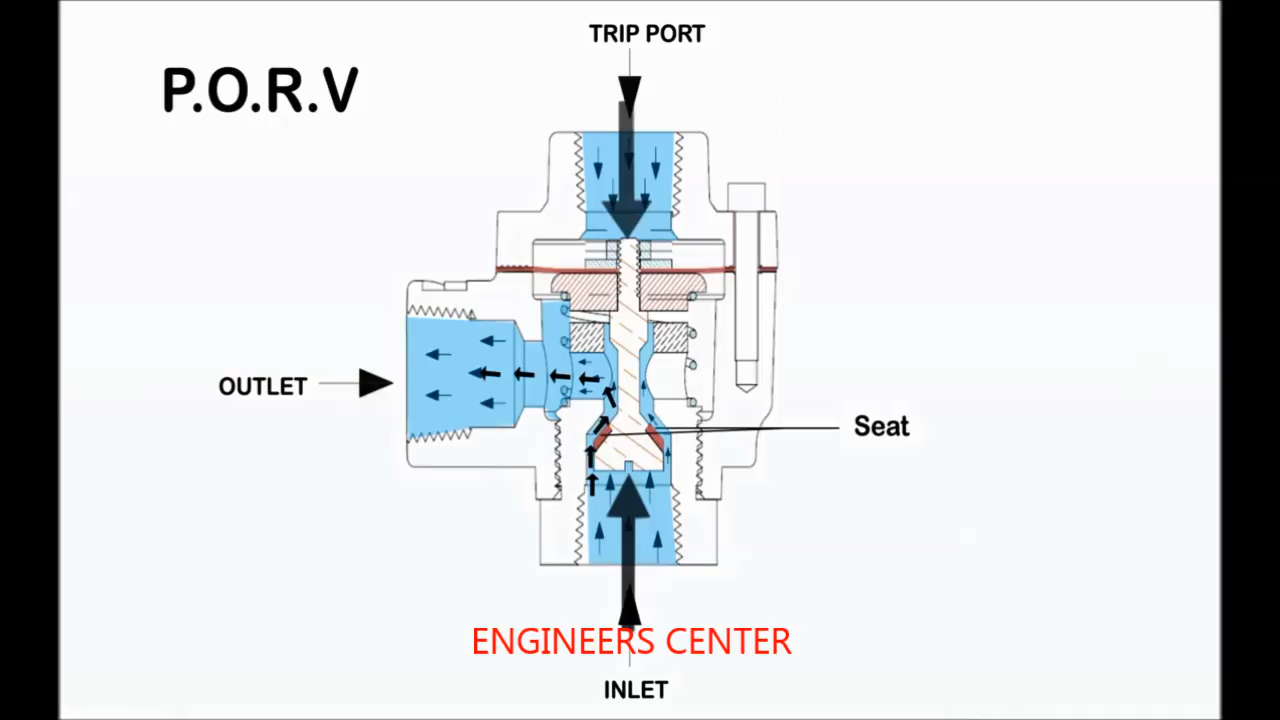 TRIP PORT
P.O.R.V
OUTLET
Seat
ENGINEERS CENTER
INLET